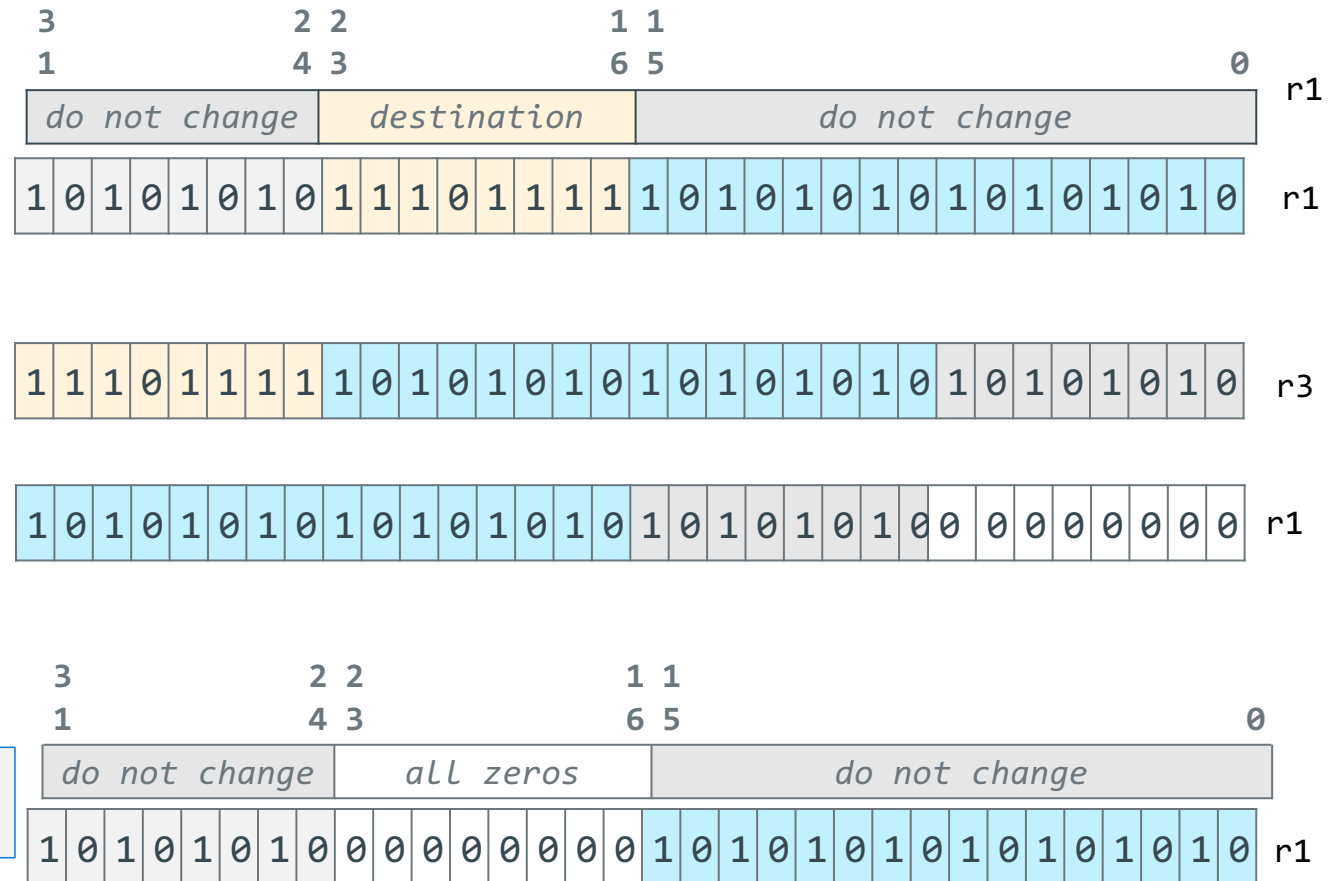 3 2 2 1 1
1 4 3 6 5 0
do not change destination do not change r1
1 0 1 0 1 0 1 0 1 1 1 0 1 1 1 1 1 0 1 0 1 0 1 0 1 0 1 0 1 0 1 0 r1
1 1 1 0 1 1 1 1 1 0 1 0 1 0 1 0 1 0 1 0 1 0 1 0 1 0 1 0 1 0 1 0 r3
1 0 1 0 1 0 1 0 1 0 1 0 1 0 1 0 1 0 1 0 1 0 1 0 0 0 0 0 0 0 0 0 r1
3 2 2 1 1
1 4 3 6 5 0
do not change all zeros do not change
1 0 1 0 1 0 1 0 0 0 0 0 0 0 0 0 1 0 1 0 1 0 1 0 1 0 1 0 1 0 1 0 r1